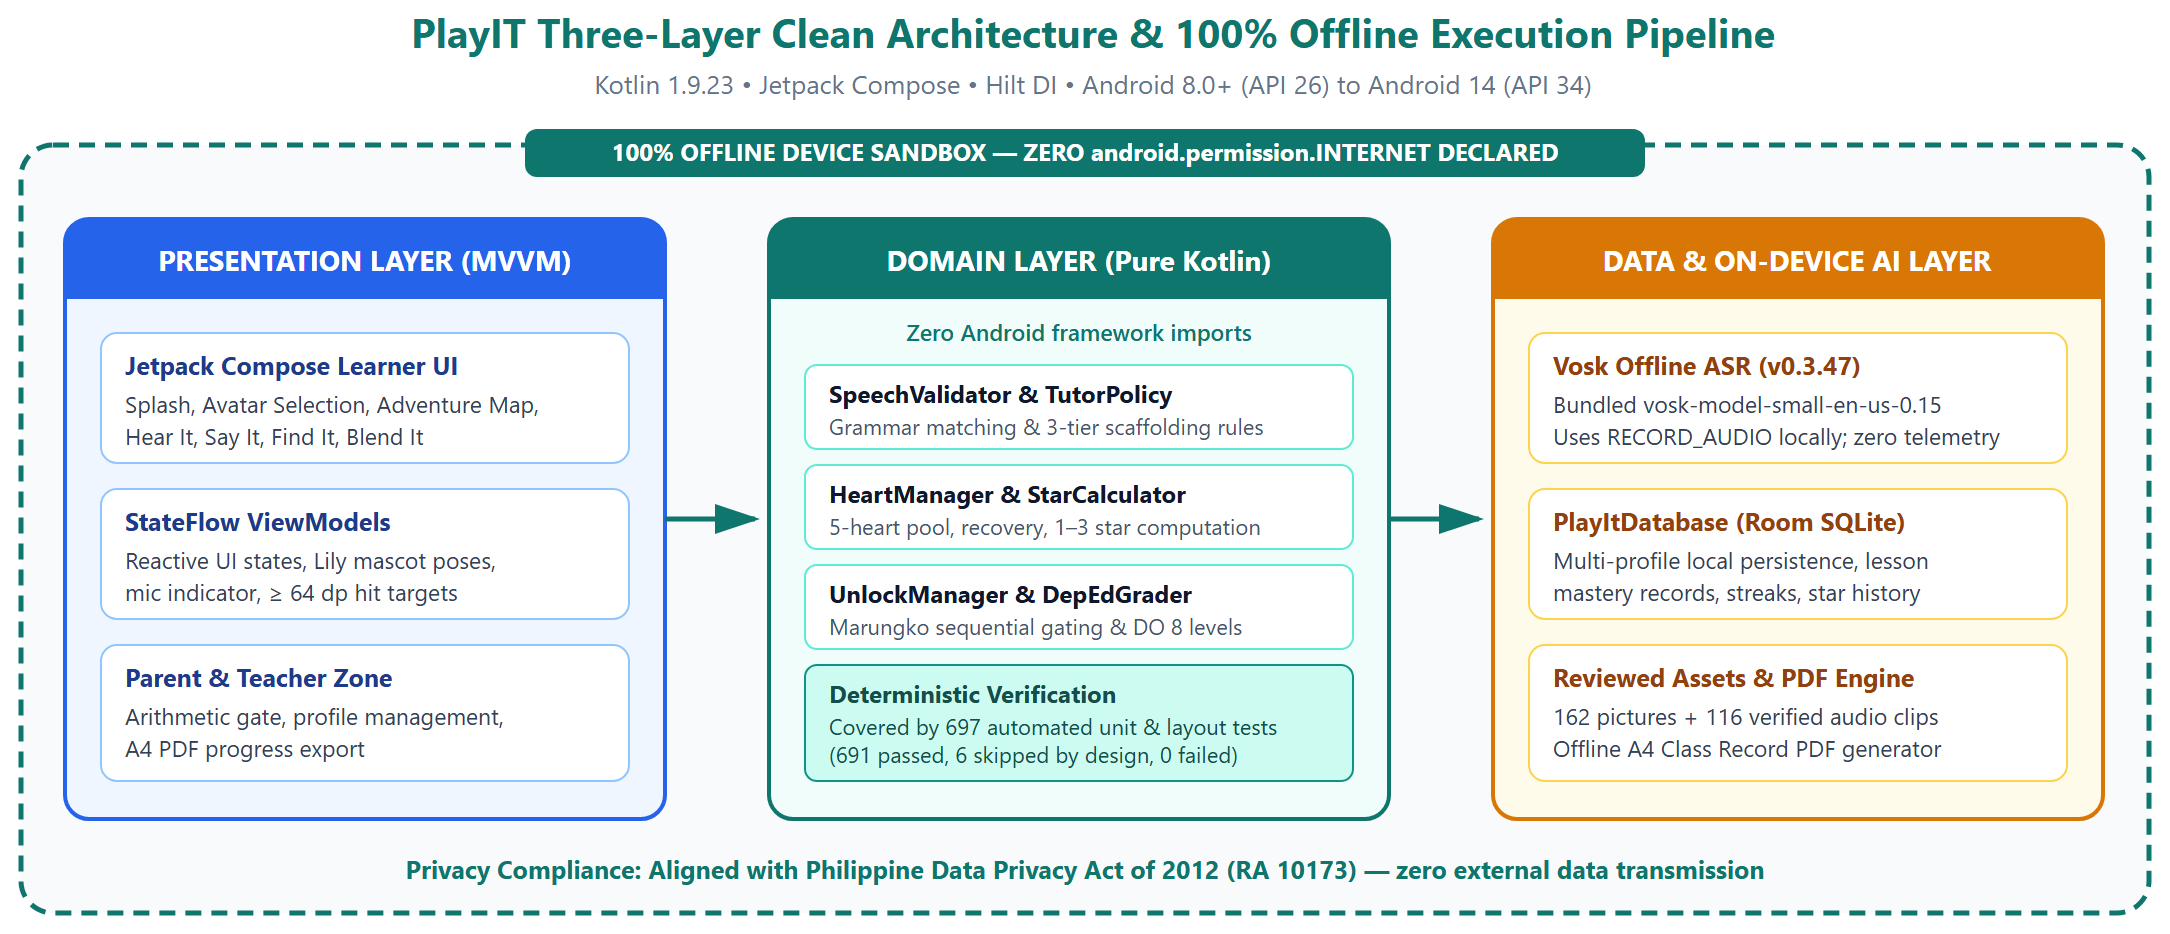 PlayIT Three-Layer Clean Architecture & 100% Offline Execution Pipeline
Kotlin 1.9.23 • Jetpack Compose • Hilt DI • Android 8.0+ (API 26) to Android 14 (API 34)
100% OFFLINE DEVICE SANDBOX — ZERO android.permission.INTERNET DECLARED
PRESENTATION LAYER (MVVM)
Jetpack Compose Learner UI
Splash, Avatar Selection, Adventure Map,
Hear It, Say It, Find It, Blend It
StateFlow ViewModels
Reactive UI states, Lily mascot poses,
mic indicator, ≥ 64 dp hit targets
Parent & Teacher Zone
Arithmetic gate, profile management,
A4 PDF progress export
DOMAIN LAYER (Pure Kotlin)
Zero Android framework imports
SpeechValidator & TutorPolicy
Grammar matching & 3-tier scaffolding rules
HeartManager & StarCalculator
5-heart pool, recovery, 1–3 star computation
UnlockManager & DepEdGrader
Marungko sequential gating & DO 8 levels
Deterministic Verification
Covered by 697 automated unit & layout tests
(691 passed, 6 skipped by design, 0 failed)
DATA & ON-DEVICE AI LAYER
Vosk Offline ASR (v0.3.47)
Bundled vosk-model-small-en-us-0.15
Uses RECORD_AUDIO locally; zero telemetry
PlayItDatabase (Room SQLite)
Multi-profile local persistence, lesson
mastery records, streaks, star history
Reviewed Assets & PDF Engine
162 pictures + 116 verified audio clips
Offline A4 Class Record PDF generator
Privacy Compliance: Aligned with Philippine Data Privacy Act of 2012 (RA 10173) — zero external data transmission